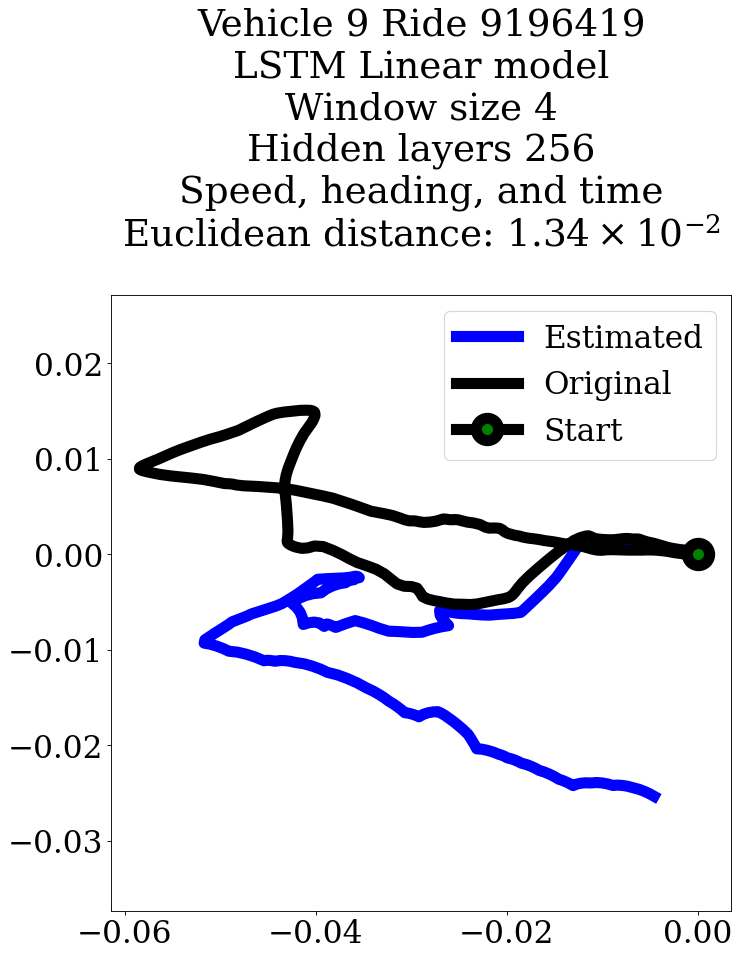 Vehicle 9 Ride 9196419
LSTM Linear model
Window size 4
Hidden layers 256
Speed, heading, and time
Euclidean distance: 1.34 × 10⁻²
Estimated
Original
Start
0.02
0.01
0.00
−0.01
−0.02
−0.03
−0.06
−0.04
−0.02
0.00